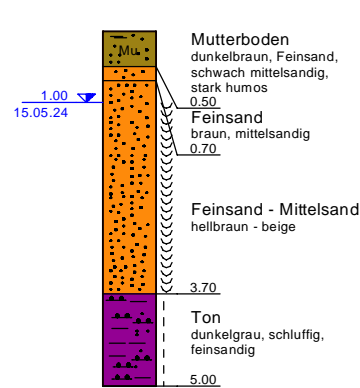 Mutterboden
dunkelbraun, Feinsand,
schwach mittelsandig,
stark humos
Mu
0.50
1.00
15.05.24
Feinsand
braun, mittelsandig
0.70
Feinsand - Mittelsand
hellbraun - beige
3.70
Ton
dunkelgrau, schluffig,
feinsandig
5.00